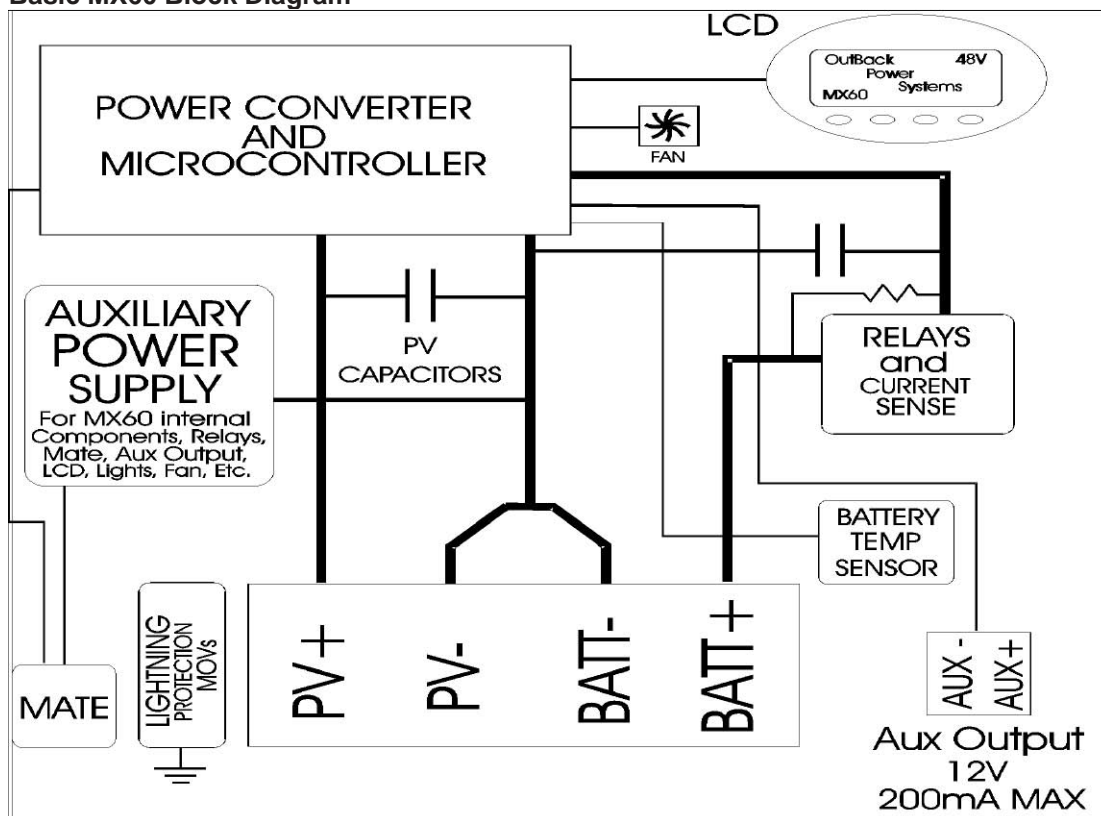 Basic MX60 Block Diagram
LCD
OutBack 48V
Power
Systems
MX60
POWER CONVERTER
AND
MICROCONTROLLER
FAN
AUXILIARY
POWER
SUPPLY
For MX60 internal
Components, Relays,
Mate, Aux Output,
LCD, Lights, Fan, Etc.
PV
CAPACITORS
RELAYS
and
CURRENT
SENSE
BATTERY
TEMP
SENSOR
MATE
LIGHTNING
PROTECTION
MOVs
PV+
PV-
BATT-
BATT+
AUX -
AUX+
Aux Output
12V
200mA MAX